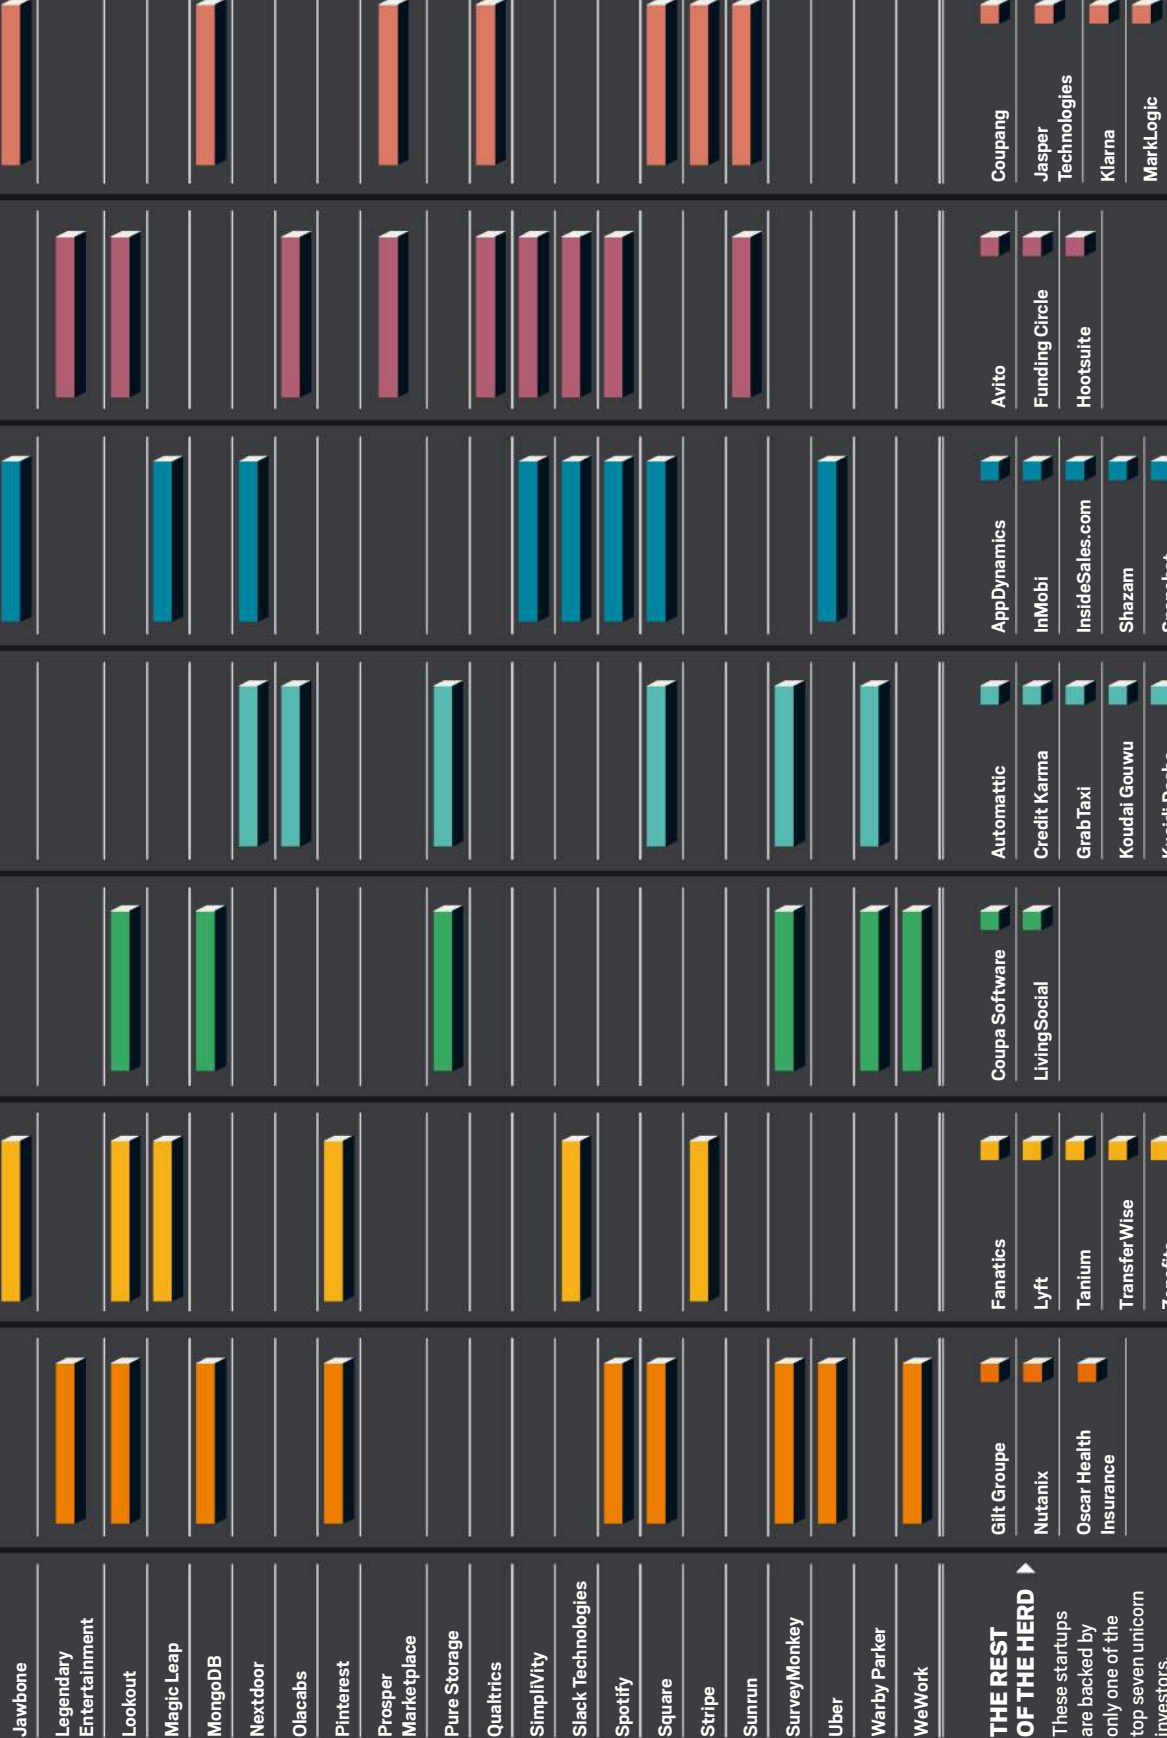 Jawbone
Legendary
Entertainment
Lookout
Magic Leap
MongoDB
Nextdoor
Olacabs
Pinterest
Prosper
Marketplace
Pure Storage
Qualtrics
SimpliVity
Slack Technologies
Spotify
Square
Stripe
Sunrun
SurveyMonkey
Uber
Warby Parker
WeWork
THE REST
OF THE HERD
These startups
are backed by
only one of the
top seven unicorn
investors.
Gilt Groupe
Nutanix
Oscar Health
Insurance
Fanatics
Lyft
Tanium
TransferWise
Coupa Software
LivingSocial
Automattic
Credit Karma
GrabTaxi
Koudai Gouwu
AppDynamics
InMobi
InsideSales.com
Shazam
Avito
Funding Circle
Hootsuite
Coupang
Jasper
Technologies
Klarna
MarkLogic